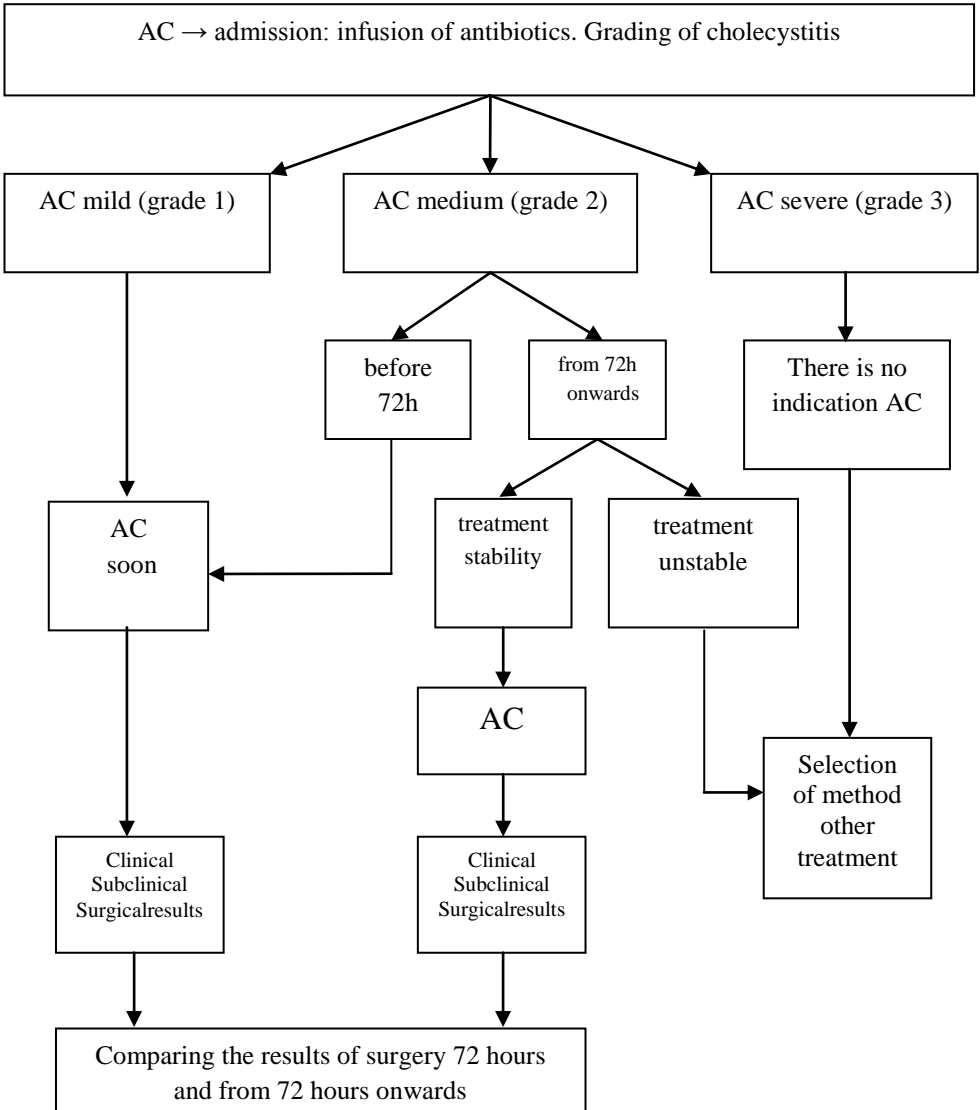 AC → admission: infusion of antibiotics. Grading of cholecystitis
AC mild (grade 1)
AC medium (grade 2)
AC severe (grade 3)
before
72h
from 72h
onwards
There is no
indication AC
AC
soon
treatment
stability
treatment
unstable
AC
Selection
of method
other
treatment
Clinical
Subclinical
Surgicalresults
Clinical
Subclinical
Surgicalresults
Comparing the results of surgery 72 hours
and from 72 hours onwards